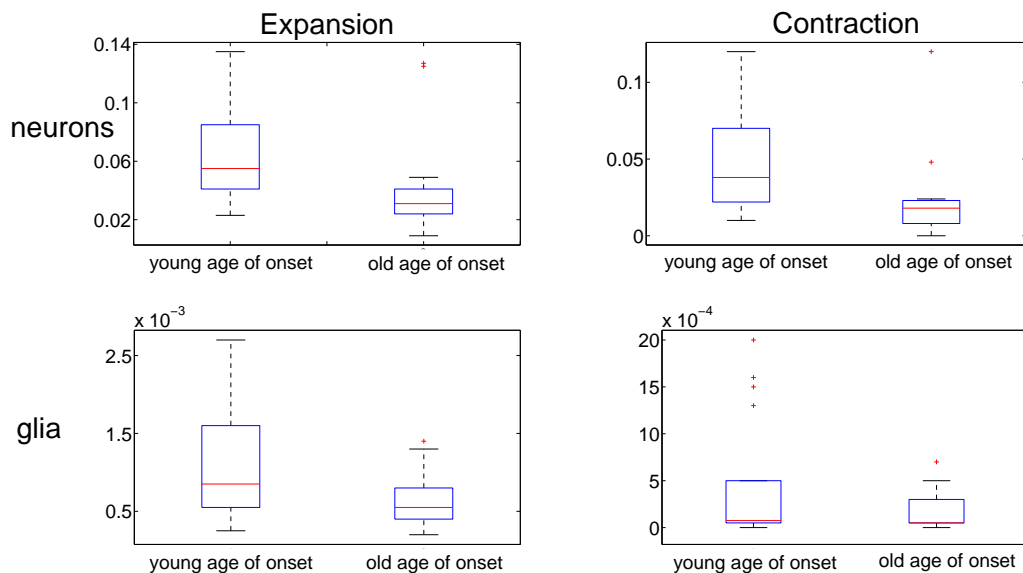 Expansion
Contraction
neurons
0.14
0.1
0.06
0.02
young age of onset
old age of onset
0.1
0.05
0
young age of onset
old age of onset
glia
x 10⁻³
2.5
1.5
0.5
young age of onset
old age of onset
x 10⁻⁴
20
15
10
5
0
young age of onset
old age of onset